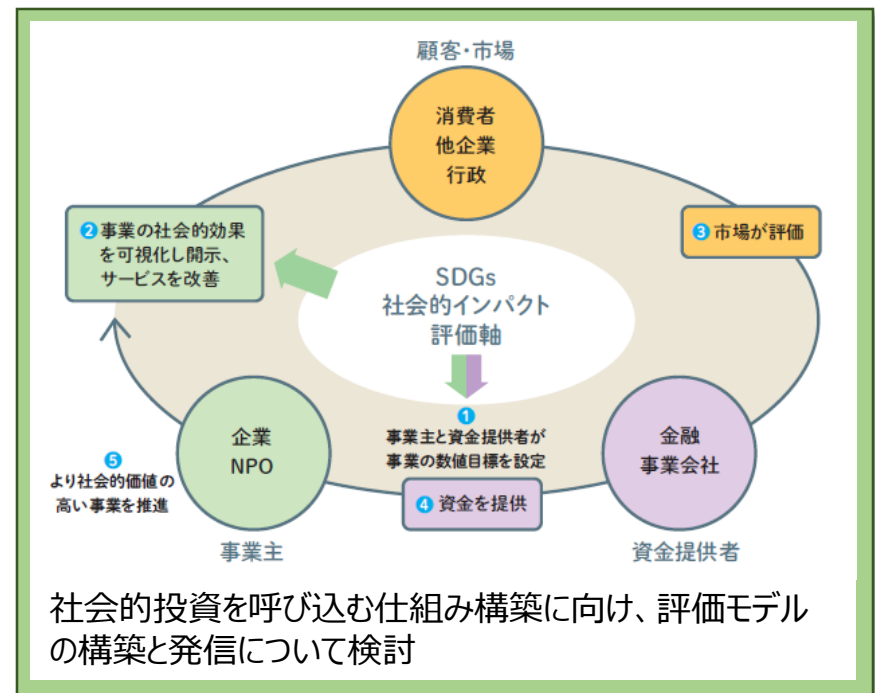 顧客・市場
消費者
他企業
行政
❷事業の社会的効果
を可視化し開示、
サービスを改善
❸市場が評価
SDGs
社会的インパクト
評価軸
❶
事業主と資金提供者が
事業の数値目標を設定
企業
NPO
金融
事業会社
❺
より社会的価値の
高い事業を推進
❹資金を提供
事業主
資金提供者
社会的投資を呼び込む仕組み構築に向け、評価モデル
の構築と発信について検討